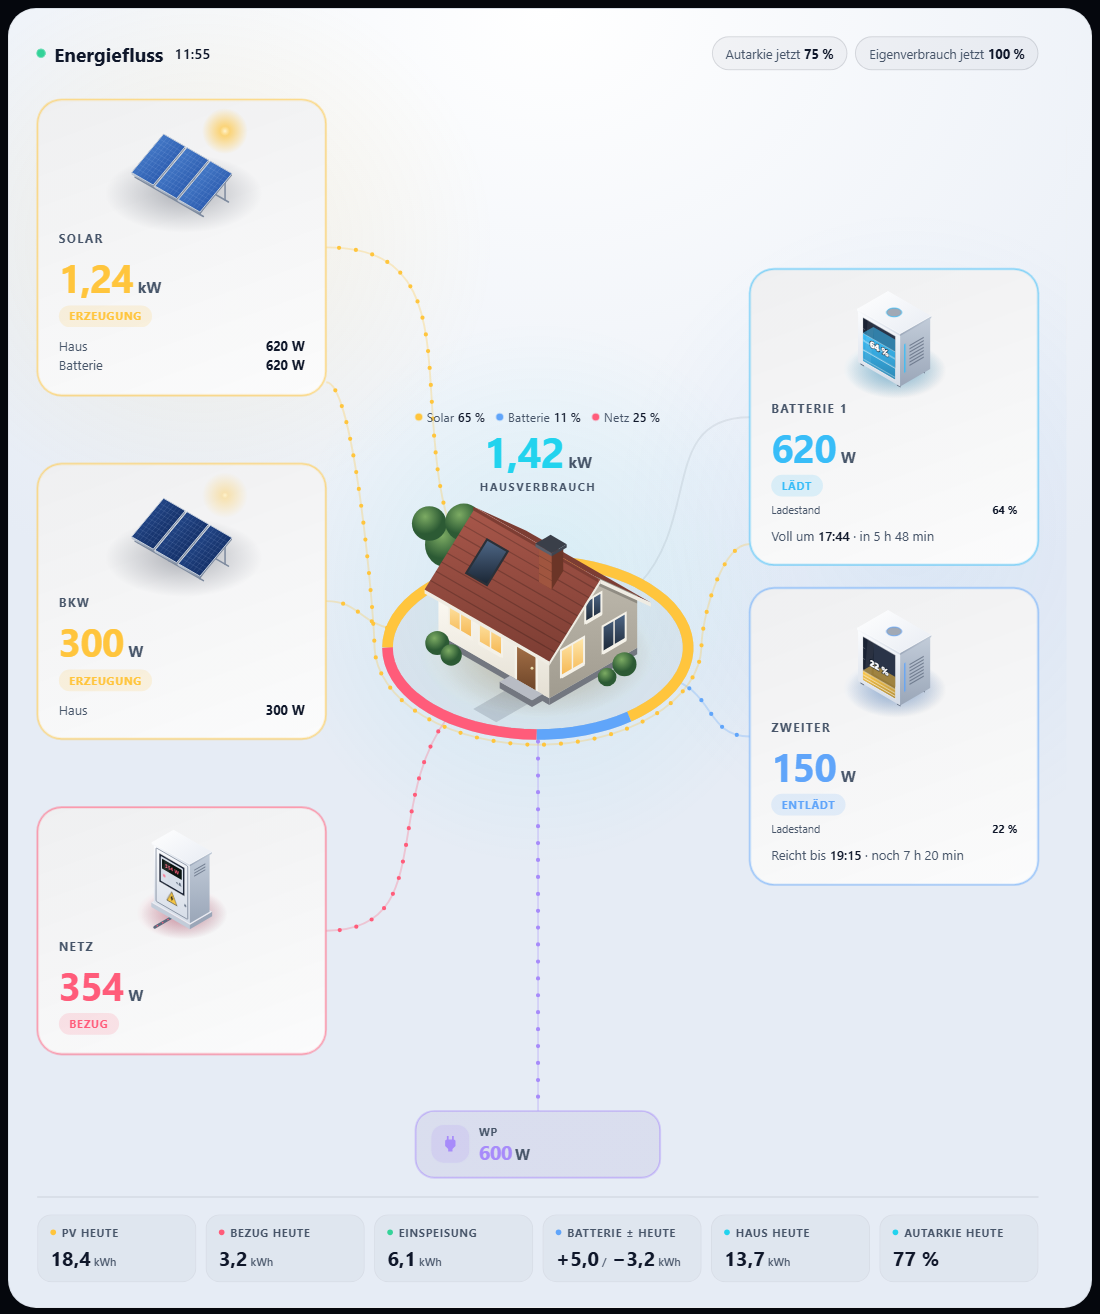 Energiefluss 11:55
Autarkie jetzt 75 %
Eigenverbrauch jetzt 100 %
SOLAR
1,24 kW
ERZEUGUNG
Haus 620 W
Batterie 620 W
BKW
300 W
ERZEUGUNG
Haus 300 W
NETZ
354 W
BEZUG
Solar 65 % Batterie 11 % Netz 25 %
1,42 kW
HAUSVERBRAUCH
64 %
BATTERIE 1
620 W
LÄDT
Ladestand 64 %
Voll um 17:44 · in 5 h 48 min
22 %
ZWEITER
150 W
ENTLÄDT
Ladestand 22 %
Reicht bis 19:15 · noch 7 h 20 min
WP
600 W
PV HEUTE
18,4 kWh
BEZUG HEUTE
3,2 kWh
EINSPEISUNG
6,1 kWh
BATTERIE ± HEUTE
+5,0 / −3,2 kWh
HAUS HEUTE
13,7 kWh
AUTARKIE HEUTE
77 %